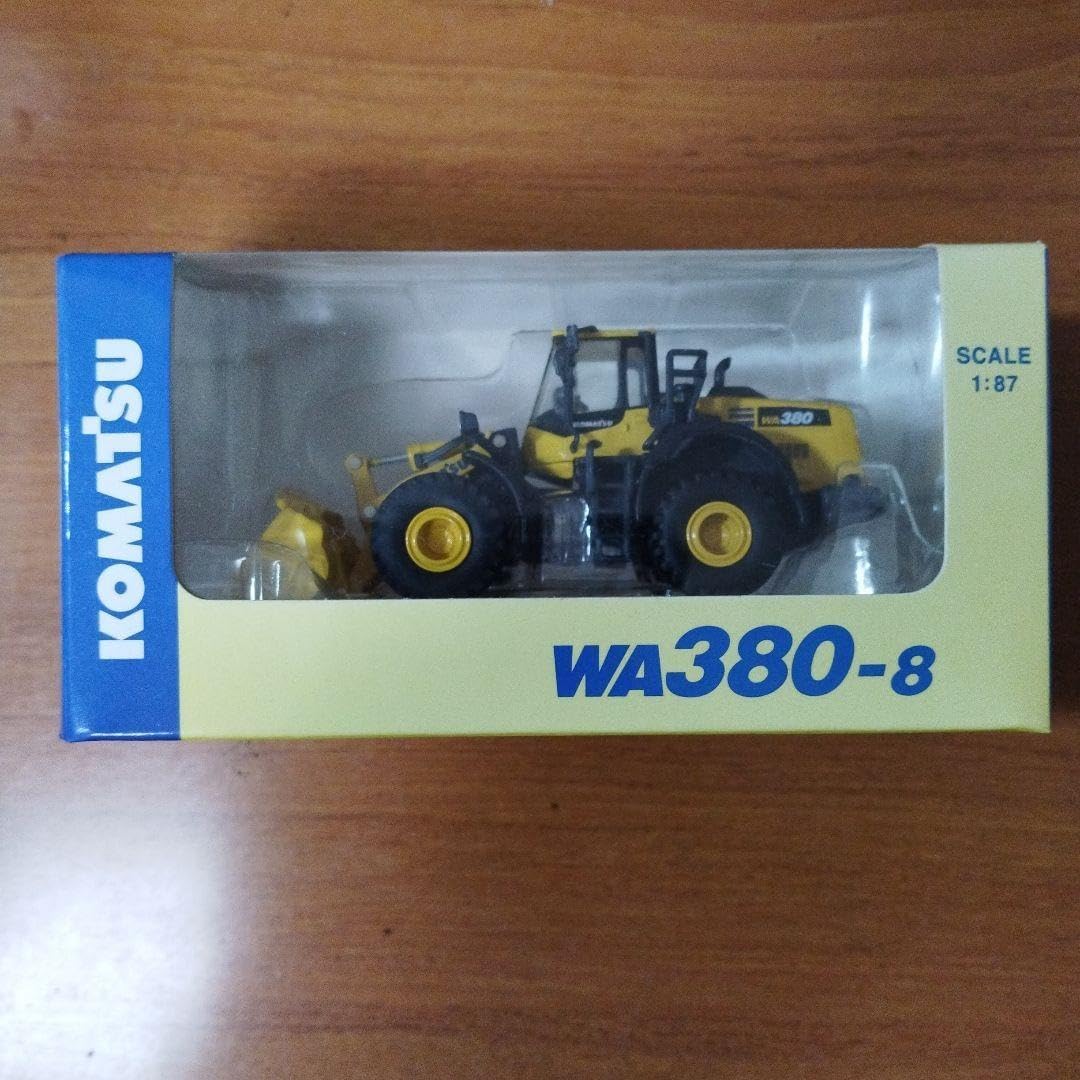 KOMATSU
SCALE
1:87
WA380
KOMATSU
WA380-8